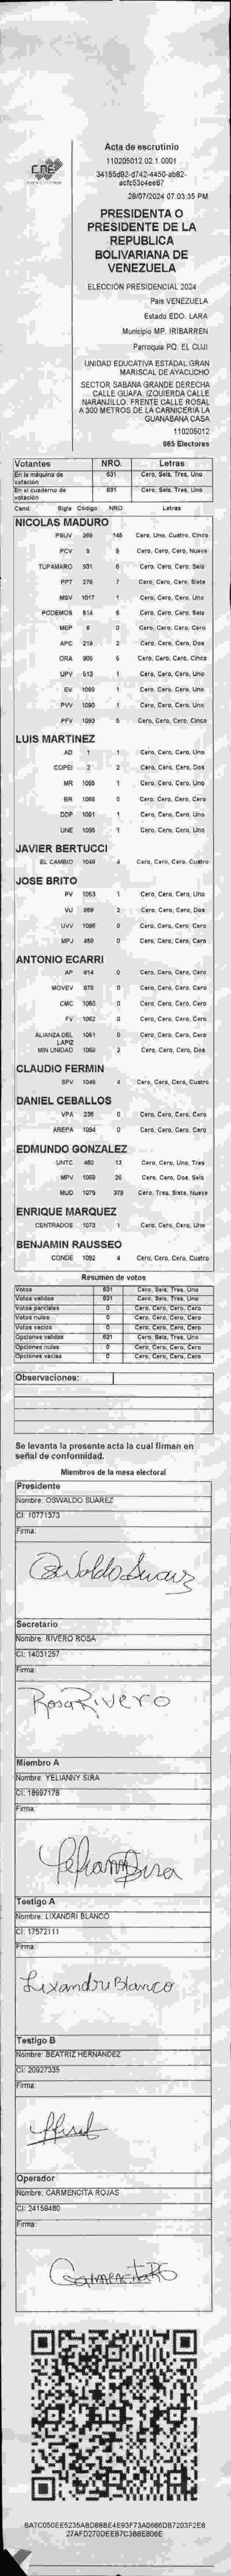 CNE
Acta de escrutinio
110205012.02.1.0001
34155d92-d742-4450-ab82-
acfc53c4ee87
28/07/2024 07:03:35 PM
PRESIDENTA O
PRESIDENTE DE LA
REPUBLICA
BOLIVARIANA DE
VENEZUELA
ELECCIÓN PRESIDENCIAL 2024
País VENEZUELA
Estado EDO. LARA
Municipio MP. IRIBARREN
Parroquia PQ. EL CUJI
UNIDAD EDUCATIVA ESTADAL GRAN
MARISCAL DE AYACUCHO
SECTOR SABANA GRANDE DERECHA
CALLE GUAFA. IZQUIERDA CALLE
NARANJILLO. FRENTE CALLE ROSAL
A 300 METROS DE LA CARNICERIA LA
GUANABANA CASA
110205012
985 Electores
Votantes NRO. Letras
En la máquina de votación 631 Cero, Seis, Tres, Uno
En el cuaderno de votación 631 Cero, Seis, Tres, Uno
Cand. Sigla Código NRO. Letras
NICOLAS MADURO
PSUV 269 145 Cero, Uno, Cuatro, Cinco
PCV 9 9 Cero, Cero, Cero, Nueve
TUPAMARO 931 6 Cero, Cero, Cero, Seis
PPT 276 7 Cero, Cero, Cero, Siete
MSV 1017 1 Cero, Cero, Cero, Uno
PODEMOS 514 6 Cero, Cero, Cero, Seis
MEP 6 0 Cero, Cero, Cero, Cero
APC 219 2 Cero, Cero, Cero, Dos
ORA 905 5 Cero, Cero, Cero, Cinco
UPV 513 1 Cero, Cero, Cero, Uno
EV 1089 1 Cero, Cero, Cero, Uno
PVV 1090 1 Cero, Cero, Cero, Uno
PFV 1093 5 Cero, Cero, Cero, Cinco
LUIS MARTINEZ
AD 1 1 Cero, Cero, Cero, Uno
COPEI 2 2 Cero, Cero, Cero, Dos
MR 1055 1 Cero, Cero, Cero, Uno
BR 1066 0 Cero, Cero, Cero, Cero
DDP 1091 1 Cero, Cero, Cero, Uno
UNE 1095 1 Cero, Cero, Cero, Uno
JAVIER BERTUCCI
EL CAMBIO 1048 4 Cero, Cero, Cero, Cuatro
JOSE BRITO
PV 1053 1 Cero, Cero, Cero, Uno
VU 968 2 Cero, Cero, Cero, Dos
UVV 1086 0 Cero, Cero, Cero, Cero
MPJ 459 0 Cero, Cero, Cero, Cero
ANTONIO ECARRI
AP 914 0 Cero, Cero, Cero, Cero
MOVEV 978 0 Cero, Cero, Cero, Cero
CMC 1050 0 Cero, Cero, Cero, Cero
FV 1062 0 Cero, Cero, Cero, Cero
ALIANZA DEL LAPIZ 1051 0 Cero, Cero, Cero, Cero
MIN UNIDAD 1058 2 Cero, Cero, Cero, Dos
CLAUDIO FERMIN
SPV 1049 4 Cero, Cero, Cero, Cuatro
DANIEL CEBALLOS
VPA 236 0 Cero, Cero, Cero, Cero
AREPA 1094 0 Cero, Cero, Cero, Cero
EDMUNDO GONZALEZ
UNTC 460 13 Cero, Cero, Uno, Tres
MPV 1069 26 Cero, Cero, Dos, Seis
MUD 1075 379 Cero, Tres, Siete, Nueve
ENRIQUE MARQUEZ
CENTRADOS 1073 1 Cero, Cero, Cero, Uno
BENJAMIN RAUSSEO
CONDE 1092 4 Cero, Cero, Cero, Cuatro
Resumen de votos
Votos 631 Cero, Seis, Tres, Uno
Votos válidos 631 Cero, Seis, Tres, Uno
Votos parciales 0 Cero, Cero, Cero, Cero
Votos nulos 0 Cero, Cero, Cero, Cero
Votos vacíos 0 Cero, Cero, Cero, Cero
Opciones válidas 631 Cero, Seis, Tres, Uno
Opciones nulas 0 Cero, Cero, Cero, Cero
Opciones vacías 0 Cero, Cero, Cero, Cero
Observaciones:
Se levanta la presente acta la cual firman en
señal de conformidad.
Miembros de la mesa electoral
Presidente
Nombre: OSWALDO SUAREZ
CI: 10771373
Firma:
Oswaldo Suarez
Secretario
Nombre: RIVERO ROSA
CI: 14031257
Firma:
Rosa Rivero
Miembro A
Nombre: YELIANNY SIRA
CI: 18997178
Firma:
Testigo A
Nombre: LIXANDRI BLANCO
CI: 17572111
Firma:
Lixandri Blanco
Testigo B
Nombre: BEATRIZ HERNANDEZ
CI: 20927335
Firma:
Operador
Nombre: CARMENCITA ROJAS
CI: 24159480
Firma: